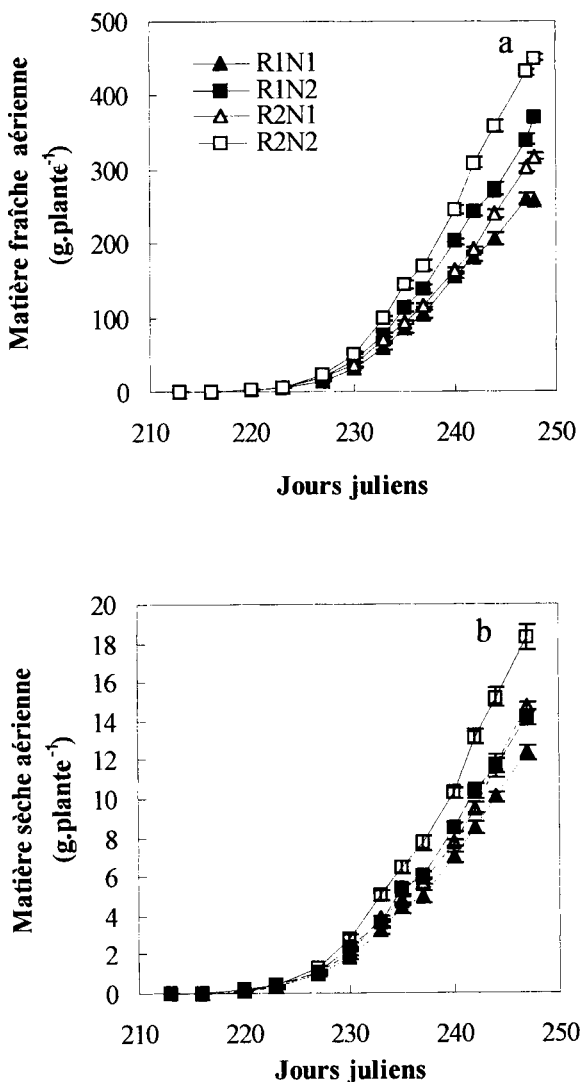 500
400
300
200
100
0
a
R1N1
R1N2
R2N1
R2N2
Matière fraîche aérienne
(g.plante⁻¹)
210 220 230 240 250
Jours juliens
20
18
16
14
12
10
8
6
4
2
0
b
Matière sèche aérienne
(g.plante⁻¹)
210 220 230 240 250
Jours juliens